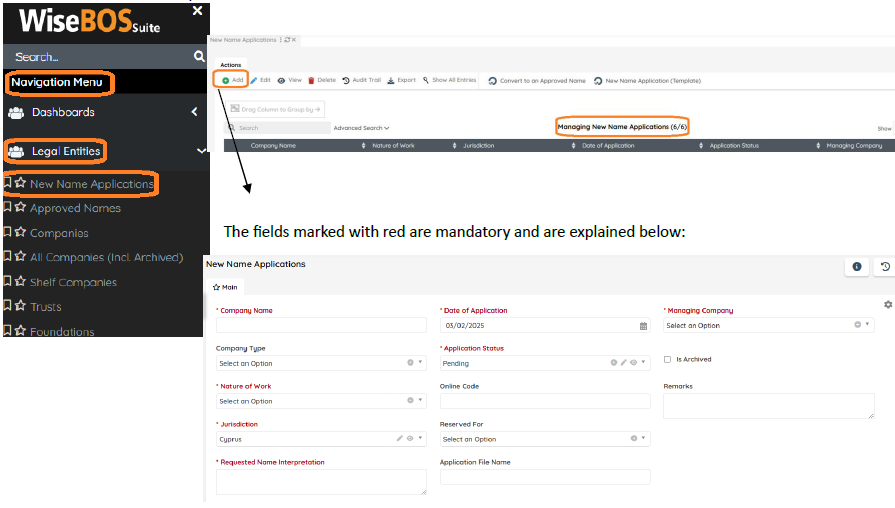 WiseBOS Suite
Search...
Navigation Menu
Dashboards
Legal Entities
New Name Applications
Approved Names
Companies
All Companies (Incl. Archived)
Shelf Companies
Trusts
Foundations
New Name Applications
Actions
Add Edit View Delete Audit Trail Export Show All Entries Convert to an Approved Name New Name Application (Template)
Drag Column to Group by
Search Advanced Search Managing New Name Applications (6/6) Show
Company Name Nature of Work Jurisdiction Date of Application Application Status Managing Company
The fields marked with red are mandatory and are explained below:
New Name Applications
Main
* Company Name * Date of Application * Managing Company
03/02/2025 Select an Option
Company Type * Application Status Is Archived
Select an Option Pending
* Nature of Work Online Code Remarks
Select an Option
* Jurisdiction Reserved For
Cyprus Select an Option
* Requested Name Interpretation Application File Name